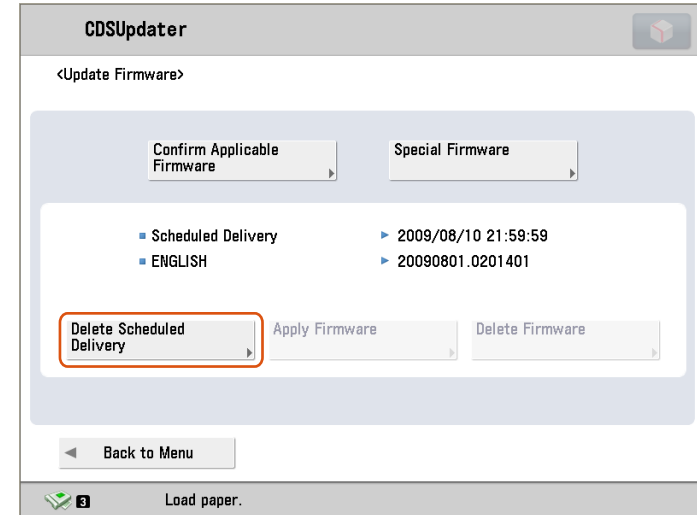 CDSUpdater
<Update Firmware>
Confirm Applicable
Firmware
Special Firmware
Scheduled Delivery
2009/08/10 21:59:59
ENGLISH
20090801.0201401
Delete Scheduled
Delivery
Apply Firmware
Delete Firmware
Back to Menu
3
Load paper.